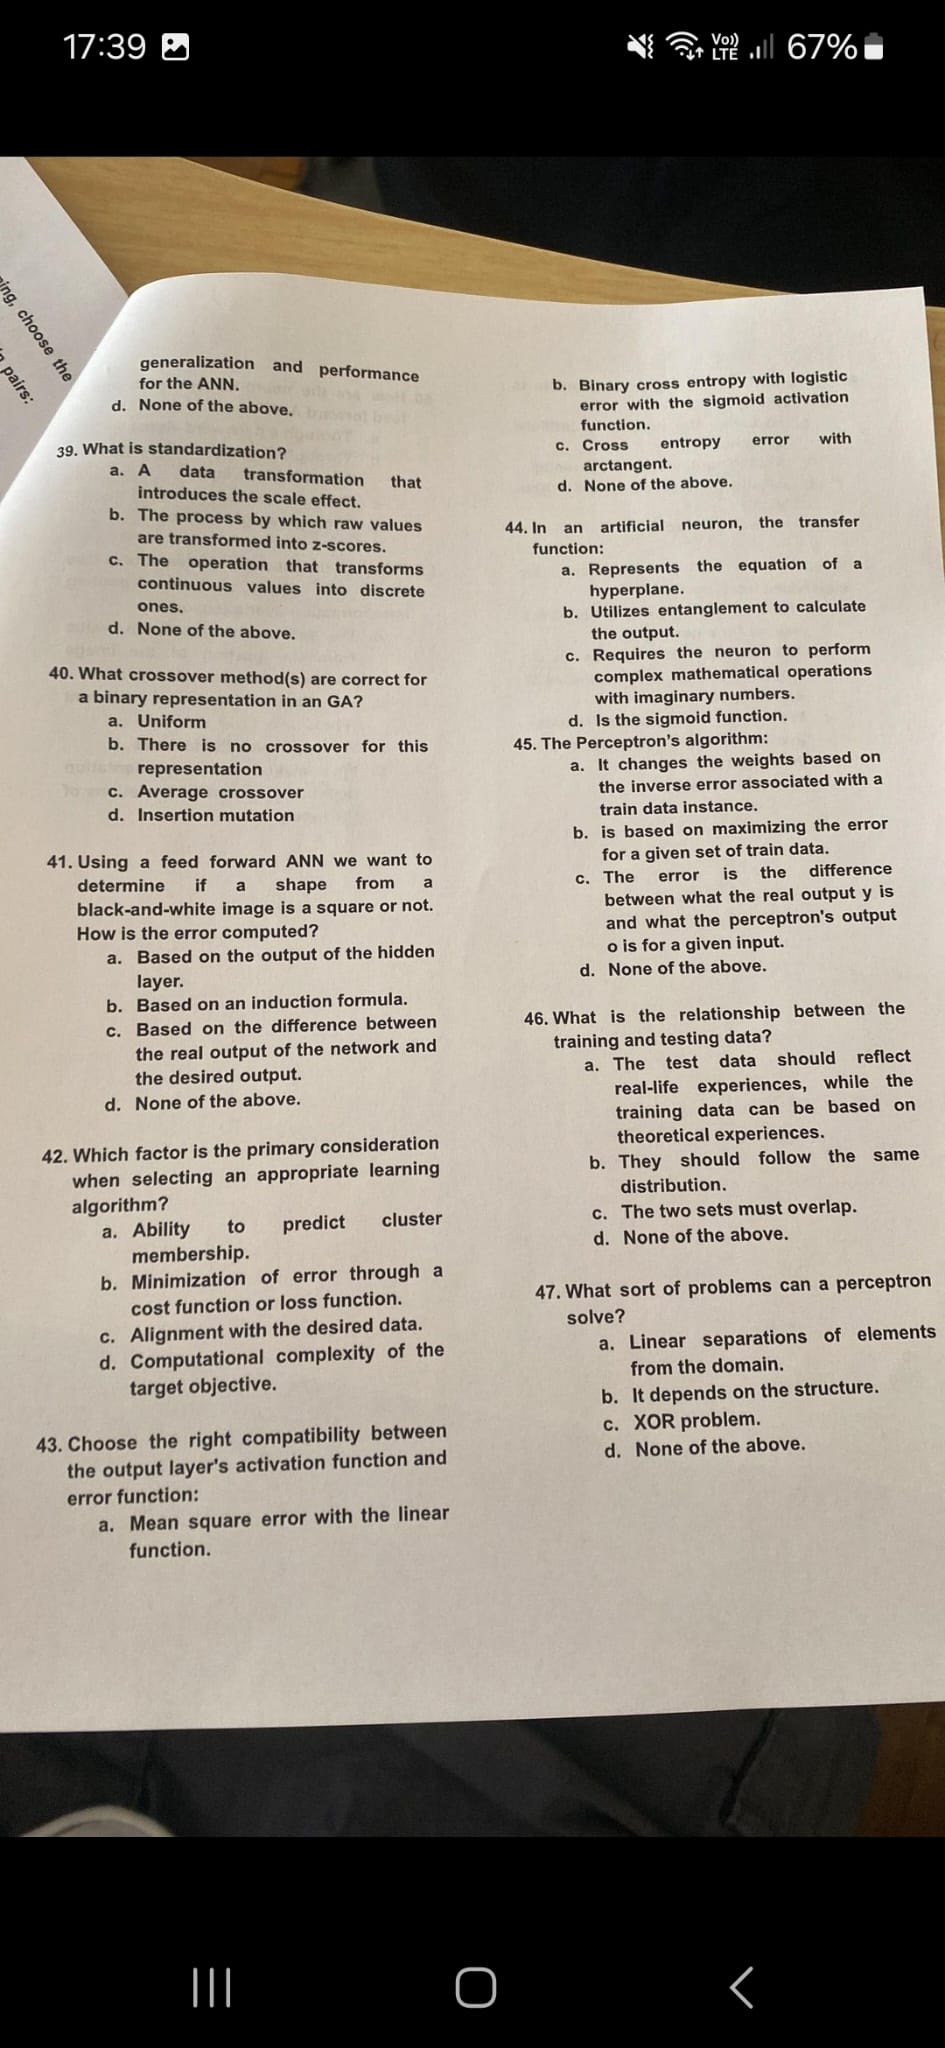 17:39
Vo))
LTE
67%
ing, choose the
pairs:
generalization and performance
for the ANN.
d. None of the above.
39. What is standardization?
a. A data transformation that
introduces the scale effect.
b. The process by which raw values
are transformed into z-scores.
c. The operation that transforms
continuous values into discrete
ones.
d. None of the above.
40. What crossover method(s) are correct for
a binary representation in an GA?
a. Uniform
b. There is no crossover for this
representation
c. Average crossover
d. Insertion mutation
41. Using a feed forward ANN we want to
determine if a shape from a
black-and-white image is a square or not.
How is the error computed?
a. Based on the output of the hidden
layer.
b. Based on an induction formula.
c. Based on the difference between
the real output of the network and
the desired output.
d. None of the above.
42. Which factor is the primary consideration
when selecting an appropriate learning
algorithm?
a. Ability to predict cluster
membership.
b. Minimization of error through a
cost function or loss function.
c. Alignment with the desired data.
d. Computational complexity of the
target objective.
43. Choose the right compatibility between
the output layer's activation function and
error function:
a. Mean square error with the linear
function.
b. Binary cross entropy with logistic
error with the sigmoid activation
function.
c. Cross entropy error with
arctangent.
d. None of the above.
44. In an artificial neuron, the transfer
function:
a. Represents the equation of a
hyperplane.
b. Utilizes entanglement to calculate
the output.
c. Requires the neuron to perform
complex mathematical operations
with imaginary numbers.
d. Is the sigmoid function.
45. The Perceptron's algorithm:
a. It changes the weights based on
the inverse error associated with a
train data instance.
b. is based on maximizing the error
for a given set of train data.
c. The error is the difference
between what the real output y is
and what the perceptron's output
o is for a given input.
d. None of the above.
46. What is the relationship between the
training and testing data?
a. The test data should reflect
real-life experiences, while the
training data can be based on
theoretical experiences.
b. They should follow the same
distribution.
c. The two sets must overlap.
d. None of the above.
47. What sort of problems can a perceptron
solve?
a. Linear separations of elements
from the domain.
b. It depends on the structure.
c. XOR problem.
d. None of the above.